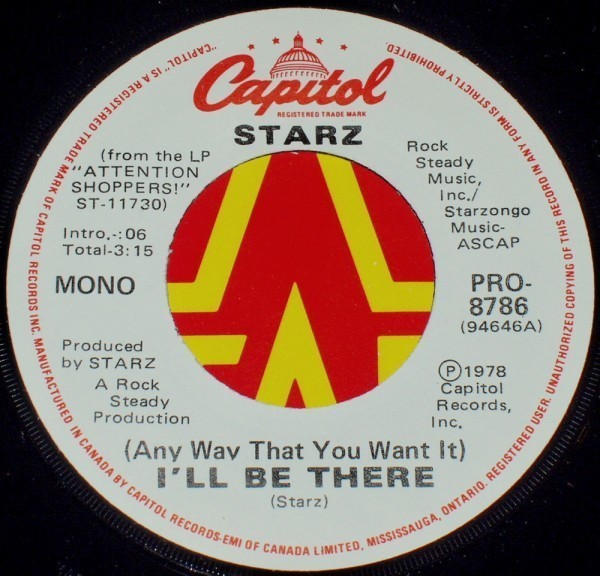 Capitol
REGISTERED TRADE MARK
STARZ
(from the LP
"ATTENTION
SHOPPERS!"
ST-11730)
Intro.-:06
Total-3:15
MONO
Produced
by STARZ
A Rock
Steady
Production
Rock
Steady
Music,
Inc./
Starzongo
Music-
ASCAP
PRO-
8786
(94646A)
Ⓟ1978
Capitol
Records,
Inc.
(Any Way That You Want It)
I'LL BE THERE
(Starz)
"CAPITOL" IS A REGISTERED TRADE MARK OF CAPITOL RECORDS INC. MANUFACTURED IN CANADA BY CAPITOL RECORDS-EMI OF CANADA LIMITED, MISSISSAUGA, ONTARIO. REGISTERED USER. UNAUTHORIZED COPYING OF THIS RECORD IN ANY FORM IS STRICTLY PROHIBITED